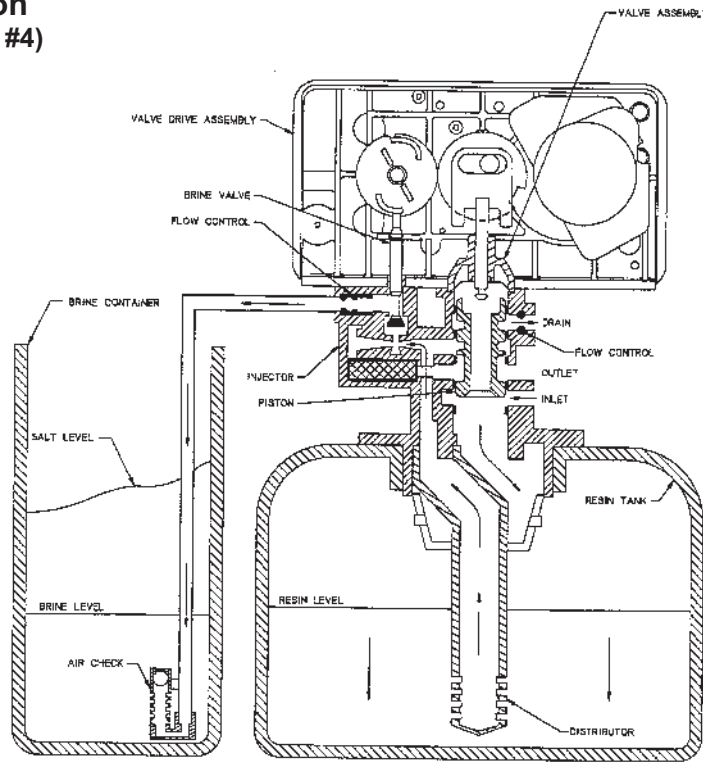 on
#4)
VALVE ASSEMBLY
VALVE DRIVE ASSEMBLY
BRINE VALVE
FLOW CONTROL
BRINE CONTAINER
DRAIN
FLOW CONTROL
INJECTOR
OUTLET
PISTON
INLET
SALT LEVEL
RESIN TANK
BRINE LEVEL
RESIN LEVEL
AIR CHECK
DISTRIBUTOR